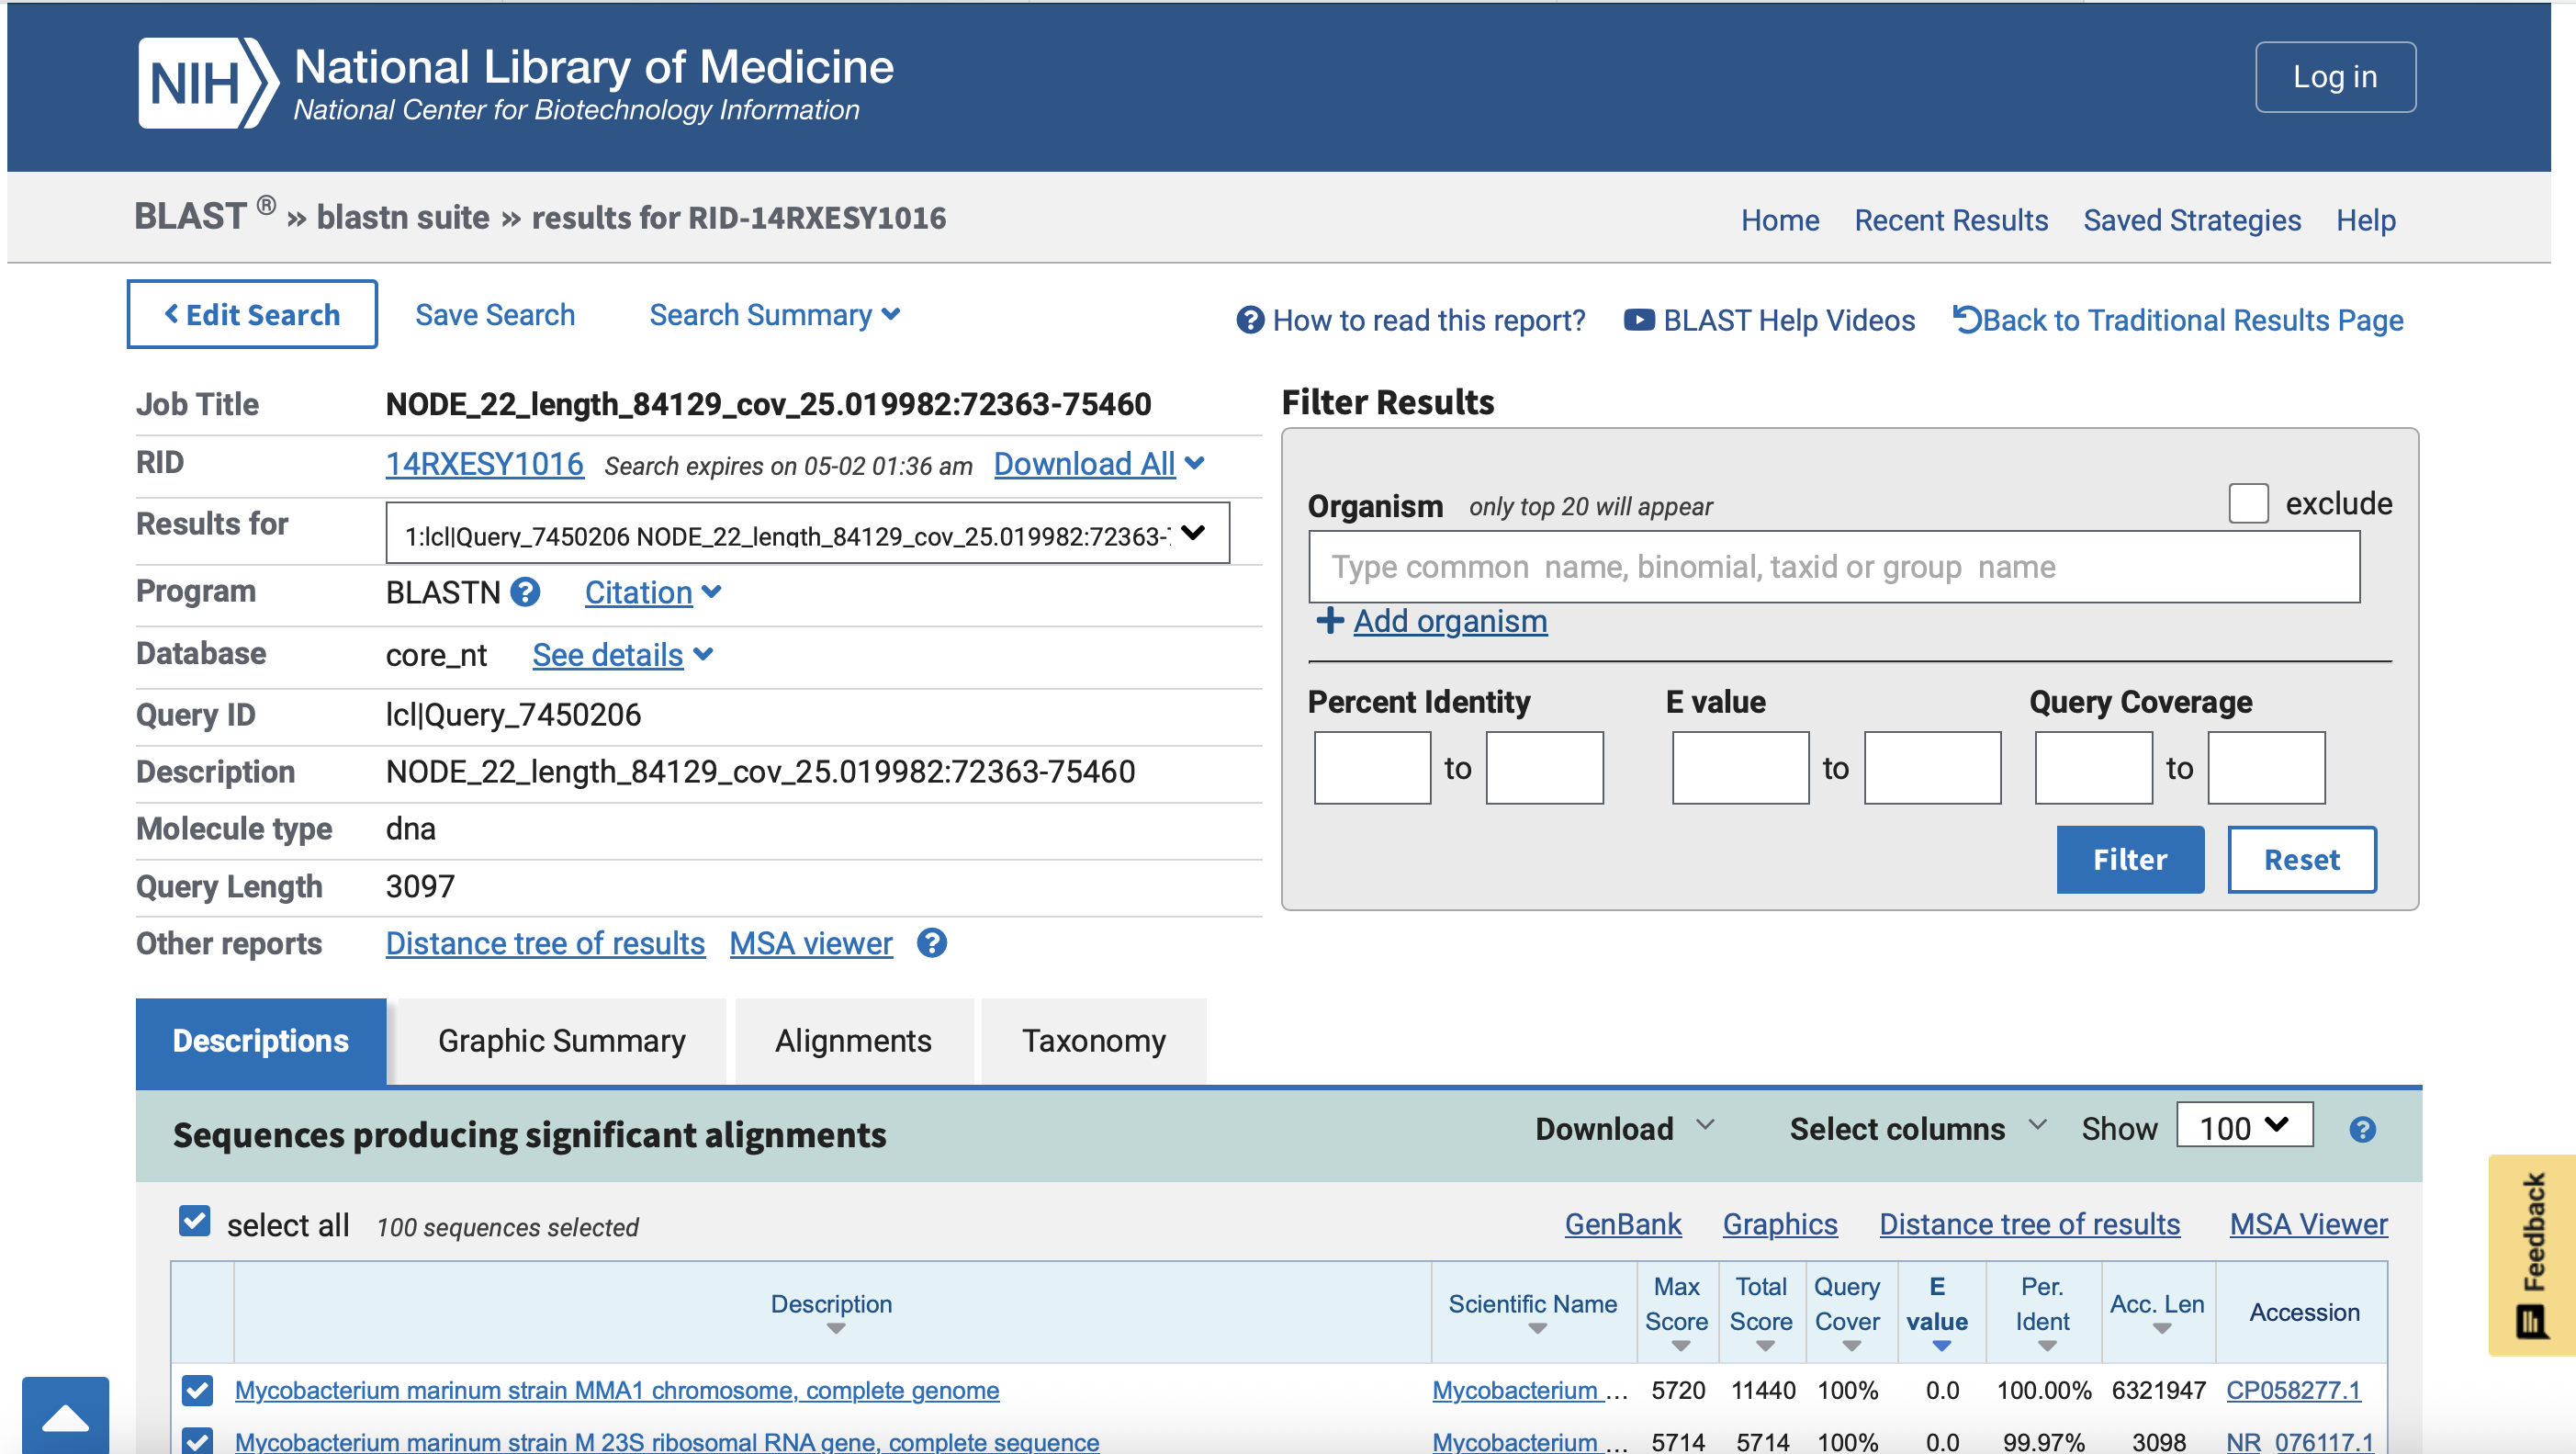 NIH National Library of Medicine
National Center for Biotechnology Information
Log in
BLAST ® » blastn suite » results for RID-14RXESY1016
Home Recent Results Saved Strategies Help
Edit Search Save Search Search Summary
How to read this report? BLAST Help Videos Back to Traditional Results Page
Job Title NODE_22_length_84129_cov_25.019982:72363-75460
RID 14RXESY1016 Search expires on 05-02 01:36 am Download All
Results for 1:lcl|Query_7450206 NODE_22_length_84129_cov_25.019982:72363-
Program BLASTN Citation
Database core_nt See details
Query ID lcl|Query_7450206
Description NODE_22_length_84129_cov_25.019982:72363-75460
Molecule type dna
Query Length 3097
Other reports Distance tree of results MSA viewer
Filter Results
Organism only top 20 will appear exclude
Type common name, binomial, taxid or group name
Add organism
Percent Identity E value Query Coverage
to to to
Filter Reset
Descriptions Graphic Summary Alignments Taxonomy
Sequences producing significant alignments Download Select columns Show 100
select all 100 sequences selected GenBank Graphics Distance tree of results MSA Viewer
Description Scientific Name Max Score Total Score Query Cover E value Per. Ident Acc. Len Accession
Mycobacterium marinum strain MMA1 chromosome, complete genome Mycobacterium ... 5720 11440 100% 0.0 100.00% 6321947 CP058277.1
Mycobacterium marinum strain M 23S ribosomal RNA gene, complete sequence Mycobacterium ... 5714 5714 100% 0.0 99.97% 3098 NR_076117.1
Feedback